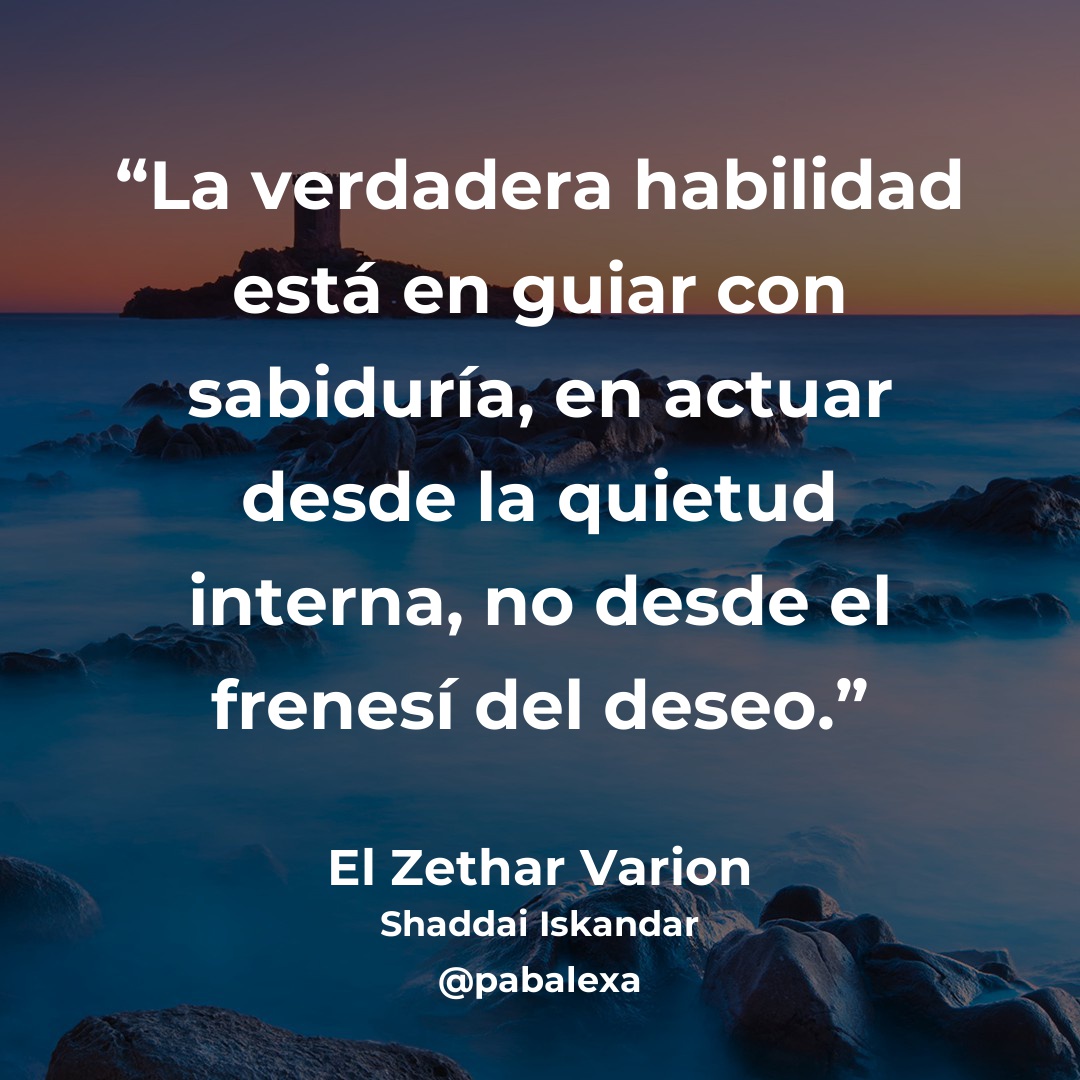 “La verdadera habilidad
está en guiar con
sabiduría, en actuar
desde la quietud
interna, no desde el
frenesí del deseo.”
El Zethar Varion
Shaddai Iskandar
@pabalexa